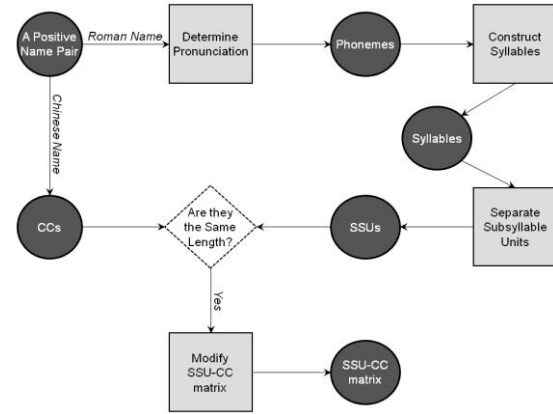 A Positive
Name Pair
Roman Name
Determine
Pronunciation
Phonemes
Construct
Syllables
Chinese Name
Syllables
CCs
Are they
the Same
Length?
SSUs
Separate
Subsyllable
Units
Yes
Modify
SSU-CC
matrix
SSU-CC
matrix